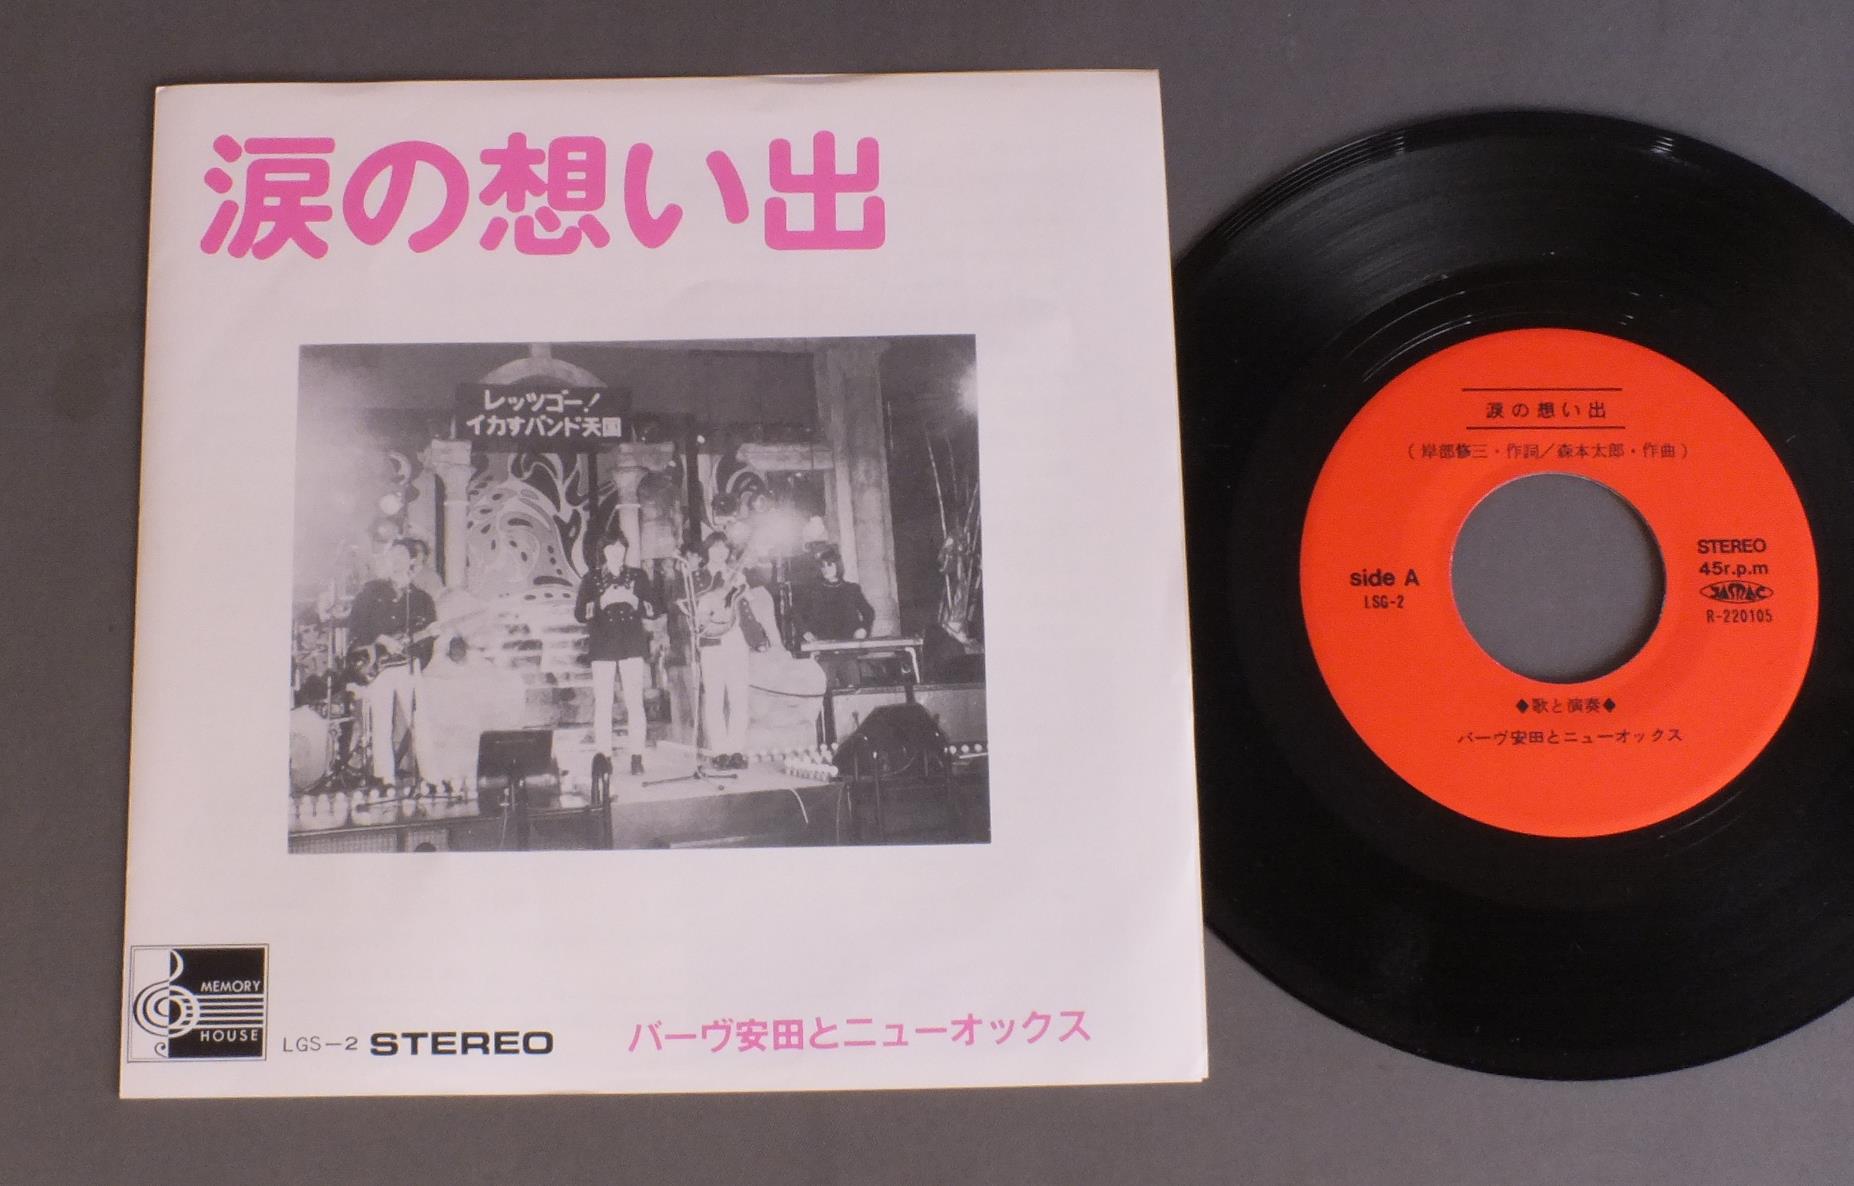 涙の想い出
レッツゴー!
イカすバンド天国
MEMORY
HOUSE
LGS-2 STEREO
バーヴ安田とニューオックス
涙の想い出
(岸部修三・作詞/森本太郎・作曲)
side A
LSG-2
STEREO
45r.p.m
JASRAC
R-220105
◆歌と演奏◆
バーヴ安田とニューオックス